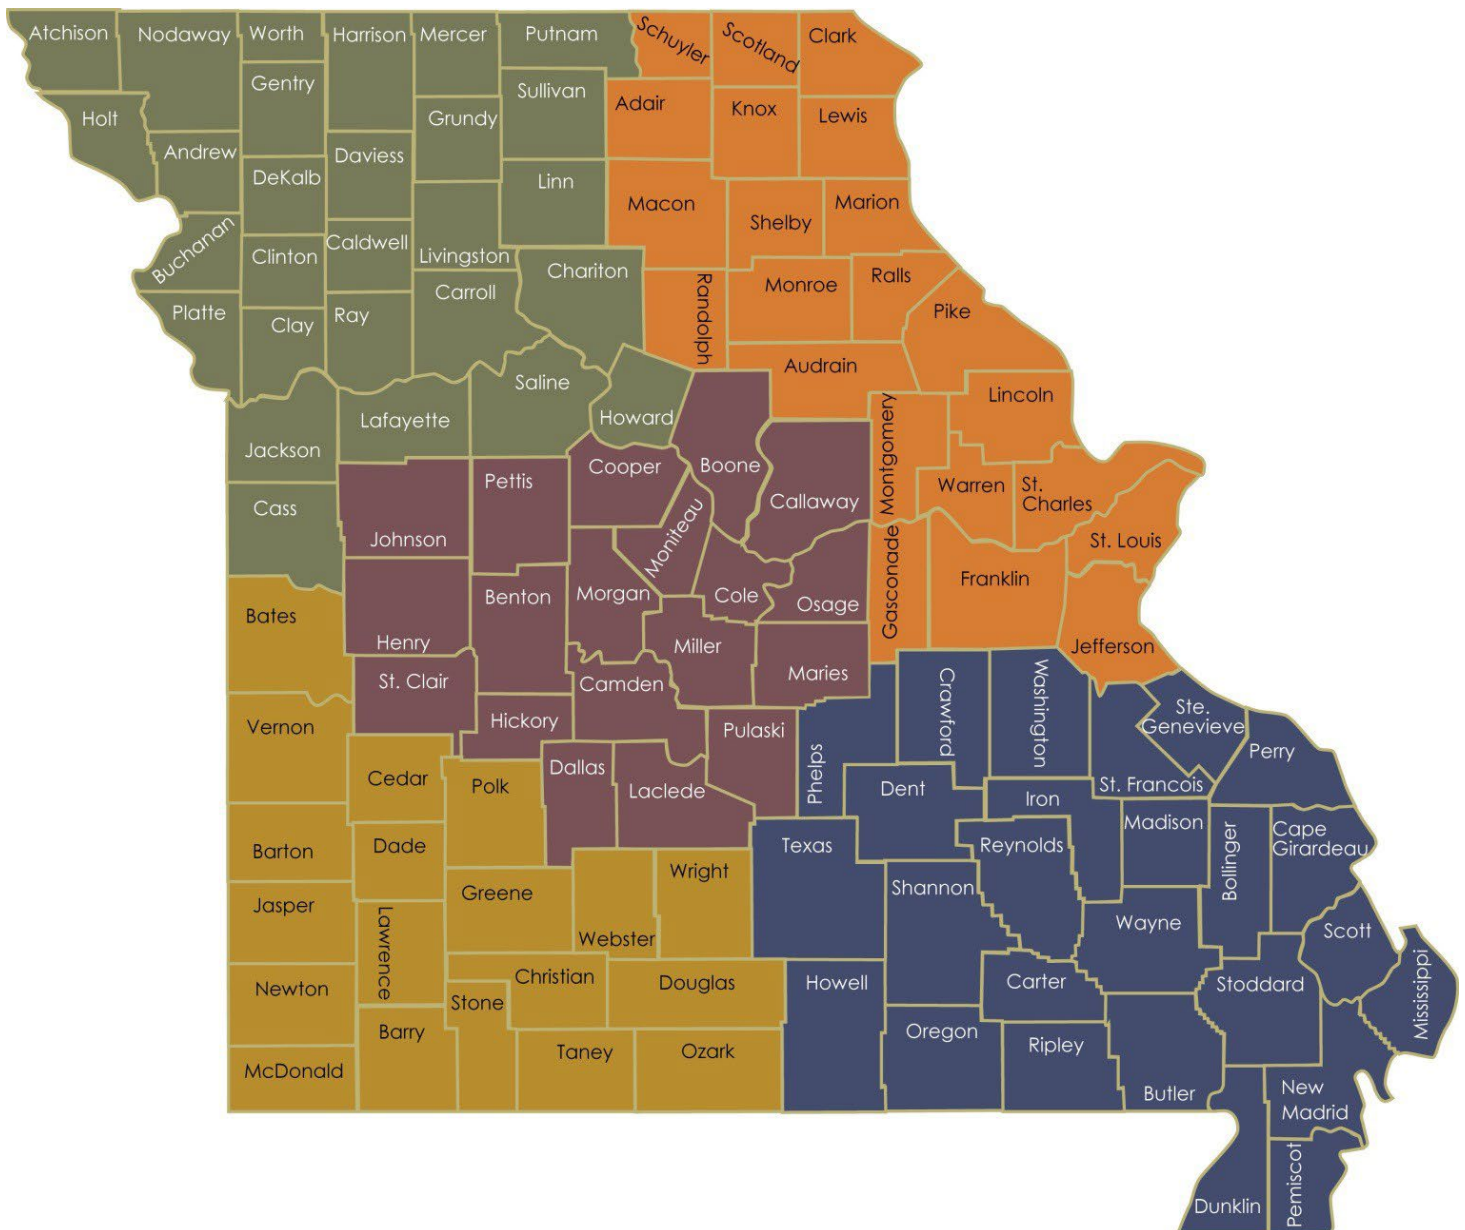 Atchison
Nodaway
Worth
Harrison
Mercer
Putnam
Schuyler
Scotland
Clark
Gentry
Sullivan
Adair
Knox
Lewis
Holt
Grundy
Andrew
DeKalb
Daviess
Linn
Macon
Shelby
Marion
Buchanan
Clinton
Caldwell
Livingston
Chariton
Randolph
Monroe
Ralls
Pike
Platte
Clay
Ray
Carroll
Audrain
Saline
Howard
Lincoln
Jackson
Lafayette
Boone
Callaway
Montgomery
Warren
St.
Charles
St. Louis
Cooper
Pettis
Cass
Johnson
Moniteau
Gasconade
Franklin
Bates
Henry
Benton
Morgan
Cole
Osage
Jefferson
Miller
Maries
St. Clair
Camden
Crawford
Washington
Ste.
Genevieve
Vernon
Hickory
Pulaski
Phelps
St. Francois
Perry
Cedar
Polk
Dallas
Laclede
Dent
Iron
Madison
Bollinger
Cape
Girardeau
Barton
Dade
Texas
Reynolds
Jasper
Lawrence
Greene
Webster
Wright
Shannon
Wayne
Scott
Mississippi
Newton
Stone
Christian
Douglas
Howell
Carter
Stoddard
McDonald
Barry
Taney
Ozark
Oregon
Ripley
Butler
New
Madrid
Dunklin
Pemiscot